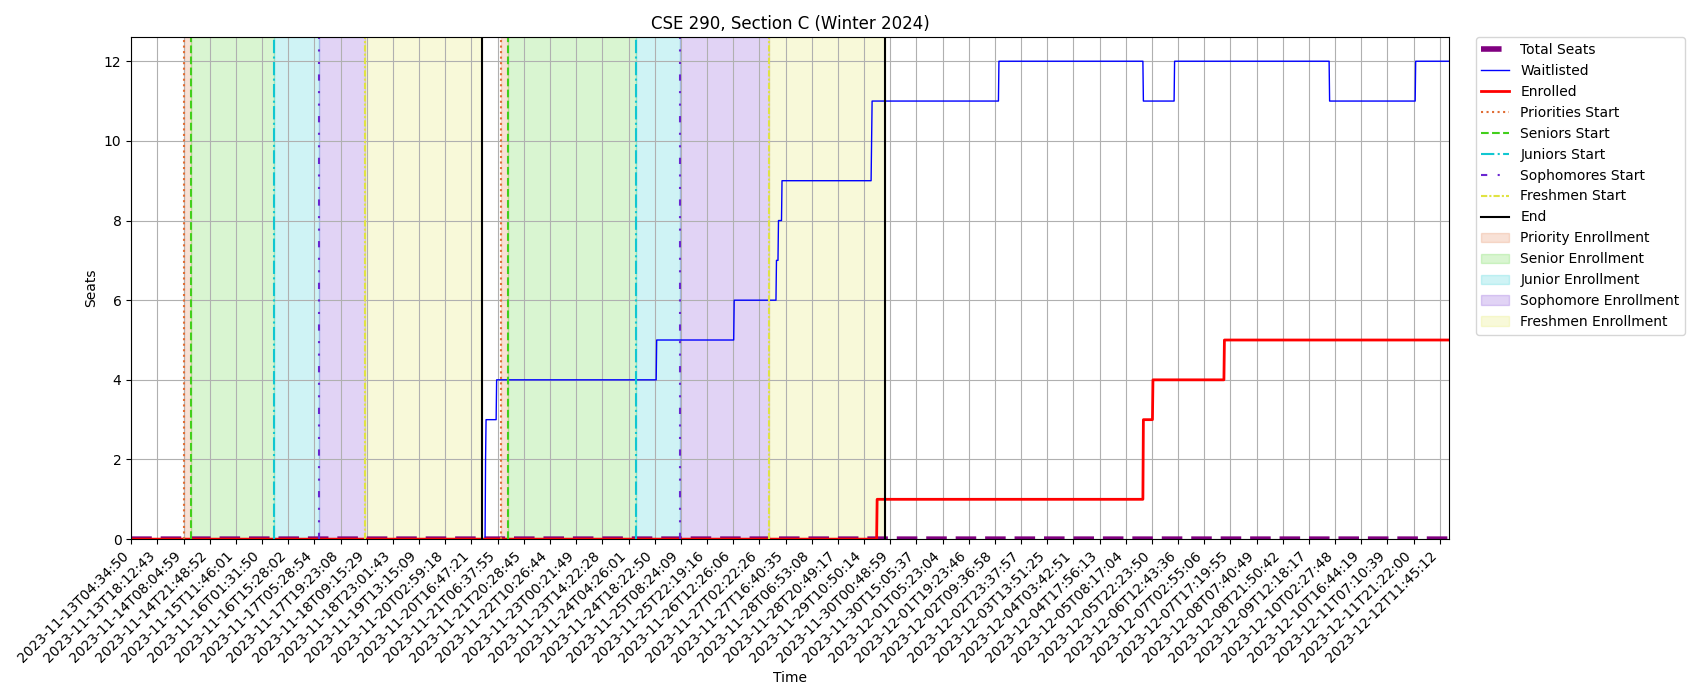 CSE 290, Section C (Winter 2024)
12
10
8
6
4
2
0
Seats
2023-11-13T04:34:50
2023-11-13T18:12:43
2023-11-14T08:04:59
2023-11-14T21:48:52
2023-11-15T11:46:01
2023-11-16T01:31:50
2023-11-16T15:28:02
2023-11-17T05:28:54
2023-11-17T19:23:08
2023-11-18T09:15:29
2023-11-18T23:01:43
2023-11-19T13:15:09
2023-11-20T02:59:18
2023-11-20T16:47:21
2023-11-21T06:37:55
2023-11-21T20:28:45
2023-11-22T10:26:44
2023-11-23T00:21:49
2023-11-23T14:22:28
2023-11-24T04:26:01
2023-11-24T18:22:50
2023-11-25T08:24:09
2023-11-25T22:19:16
2023-11-26T12:26:06
2023-11-27T02:22:26
2023-11-27T16:40:35
2023-11-28T06:53:08
2023-11-28T20:49:17
2023-11-29T10:50:14
2023-11-30T00:48:59
2023-11-30T15:05:37
2023-12-01T05:23:04
2023-12-01T19:23:46
2023-12-02T09:36:58
2023-12-02T23:37:57
2023-12-03T13:51:25
2023-12-04T03:42:51
2023-12-04T17:56:13
2023-12-05T08:17:04
2023-12-05T22:23:50
2023-12-06T12:43:36
2023-12-07T02:55:06
2023-12-07T17:19:55
2023-12-08T07:40:49
2023-12-08T21:50:42
2023-12-09T12:18:17
2023-12-10T02:27:48
2023-12-10T16:44:19
2023-12-11T07:10:39
2023-12-11T21:22:00
2023-12-12T11:45:12
Time
Total Seats
Waitlisted
Enrolled
Priorities Start
Seniors Start
Juniors Start
Sophomores Start
Freshmen Start
End
Priority Enrollment
Senior Enrollment
Junior Enrollment
Sophomore Enrollment
Freshmen Enrollment